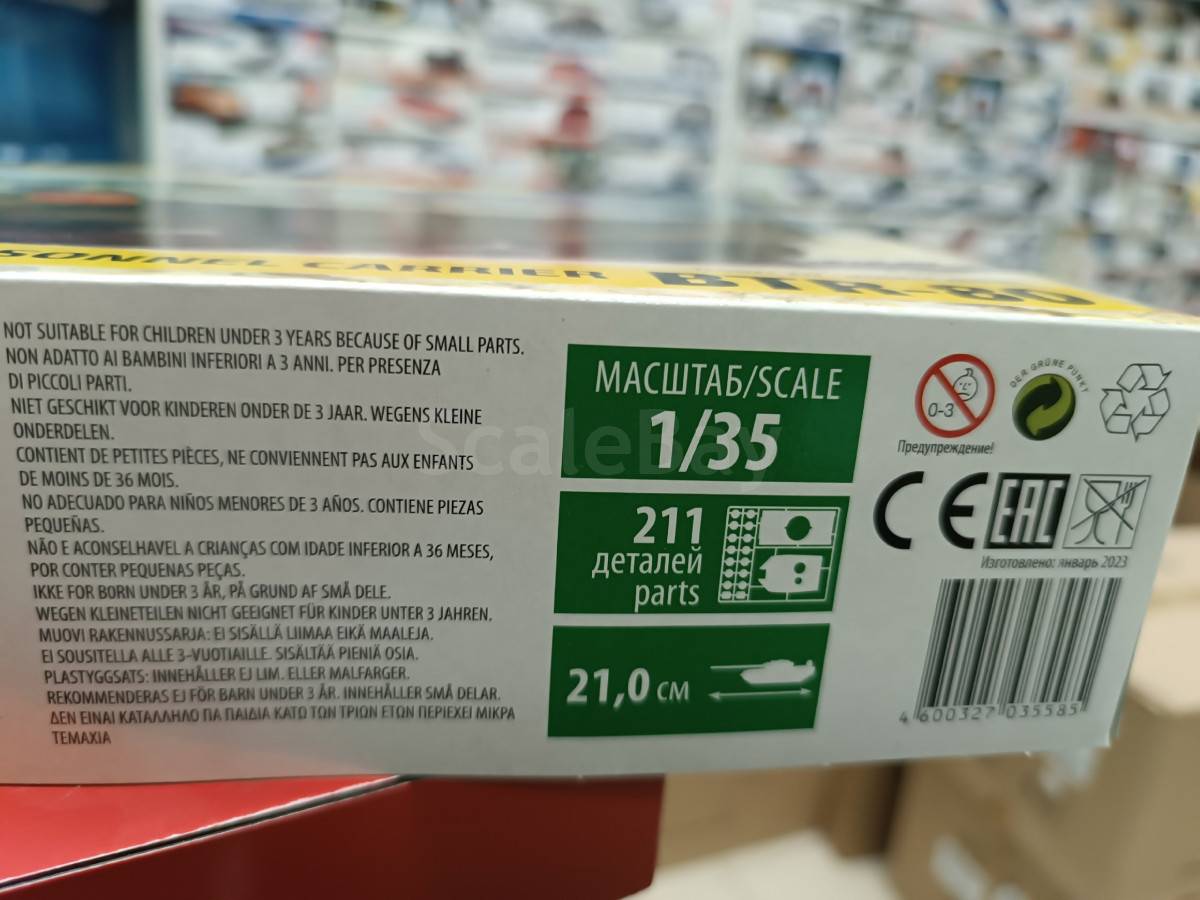 SONNEL CARRIER BTR-80
NOT SUITABLE FOR CHILDREN UNDER 3 YEARS BECAUSE OF SMALL PARTS.
NON ADATTO AI BAMBINI INFERIORI A 3 ANNI. PER PRESENZA
DI PICCOLI PARTI.
NIET GESCHIKT VOOR KINDEREN ONDER DE 3 JAAR. WEGENS KLEINE
ONDERDELEN.
CONTIENT DE PETITES PIÈCES, NE CONVIENNENT PAS AUX ENFANTS
DE MOINS DE 36 MOIS.
NO ADECUADO PARA NIÑOS MENORES DE 3 AÑOS. CONTIENE PIEZAS
PEQUEÑAS.
NÃO E ACONSELHAVEL A CRIANÇAS COM IDADE INFERIOR A 36 MESES,
POR CONTER PEQUENAS PEÇAS.
IKKE FOR BORN UNDER 3 ÅR, PÅ GRUND AF SMÅ DELE.
WEGEN KLEINETEILEN NICHT GEEIGNET FÜR KINDER UNTER 3 JAHREN.
MUOVI RAKENNUSSARJA: EI SISÄLLÄ LIIMAA EIKÄ MAALEJA.
EI SOUSITELLA ALLE 3-VUOTIAILLE. SISÄLTÄÄ PIENIÄ OSIA.
PLASTYGGSATS: INNEHÅLLER EJ LIM. ELLER MALFARGER.
REKOMMENDERAS EJ FÖR BARN UNDER 3 ÅR. INNEHÅLLER SMÅ DELAR.
ΔΕΝ ΕΙΝΑΙ ΚΑΤΑΛΛΗΛΟ ΠΑ ΠΑΙΔΙΑ ΚΑΤΩ ΤΩΝ ΤΡΙΩΝ ΕΤΩΝ ΠΕΡΙΕΧΕΙ ΜΙΚΡΑ
ΤΕΜΑΧΙΑ
МАСШТАБ/SCALE
1/35
211
деталей
parts
21,0 см
0-3
Предупреждение!
DER GRÜNE PUNKT
CE EAC
Изготовлено: январь 2023
4 600327 035585
ScaleBay